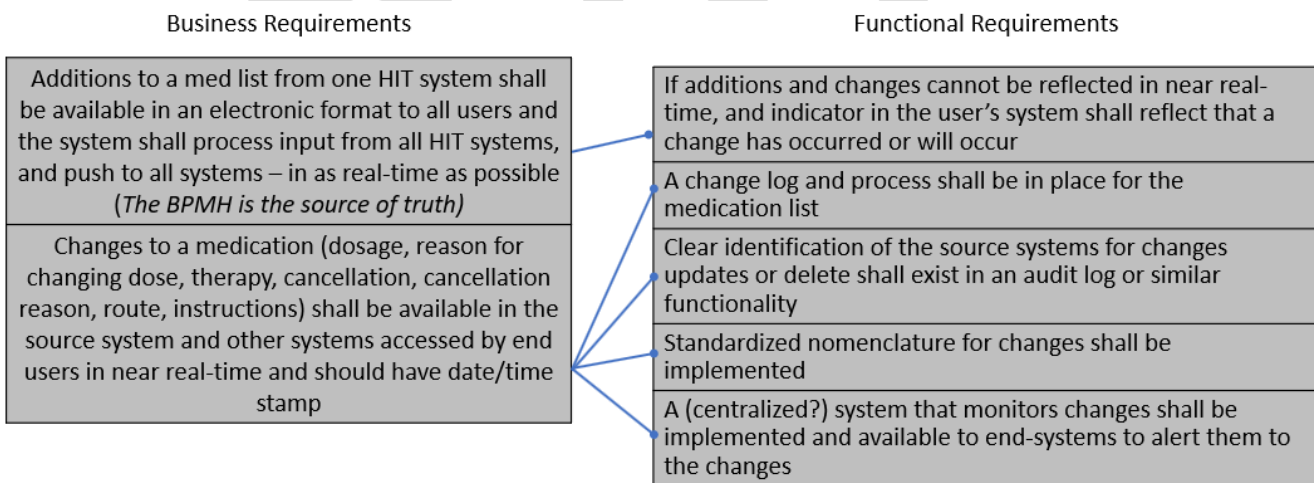 Business Requirements
Functional Requirements
Additions to a med list from one HIT system shall
be available in an electronic format to all users and
the system shall process input from all HIT systems,
and push to all systems – in as real-time as possible
(The BPMH is the source of truth)
Changes to a medication (dosage, reason for
changing dose, therapy, cancellation, cancellation
reason, route, instructions) shall be available in the
source system and other systems accessed by end
users in near real-time and should have date/time
stamp
If additions and changes cannot be reflected in near real-
time, and indicator in the user's system shall reflect that a
change has occurred or will occur
A change log and process shall be in place for the
medication list
Clear identification of the source systems for changes
updates or delete shall exist in an audit log or similar
functionality
Standardized nomenclature for changes shall be
implemented
A (centralized?) system that monitors changes shall be
implemented and available to end-systems to alert them to
the changes